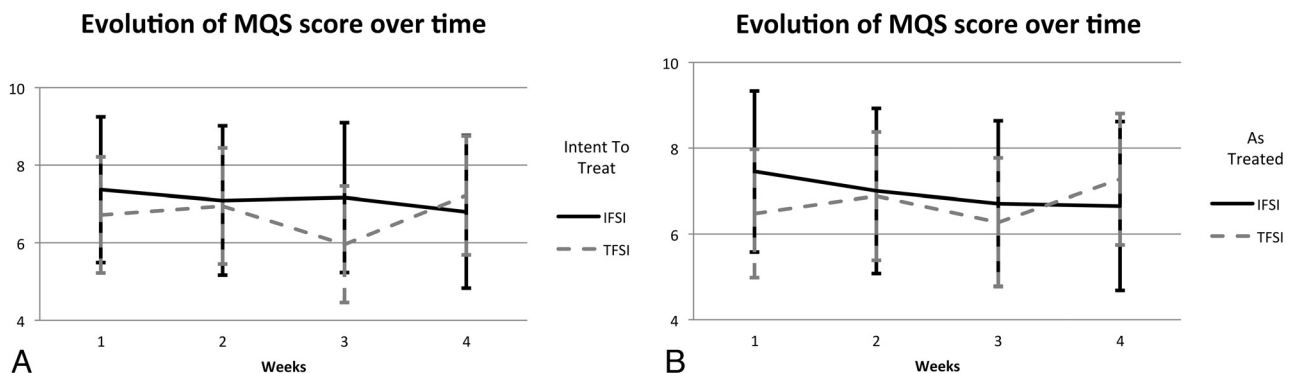 Evolution of MQS score over time
10
8
6
4
1 2 3 4
Weeks
Intent To
Treat
IFSI
TFSI
A
Evolution of MQS score over time
10
8
6
4
1 2 3 4
Weeks
As
Treated
IFSI
TFSI
B